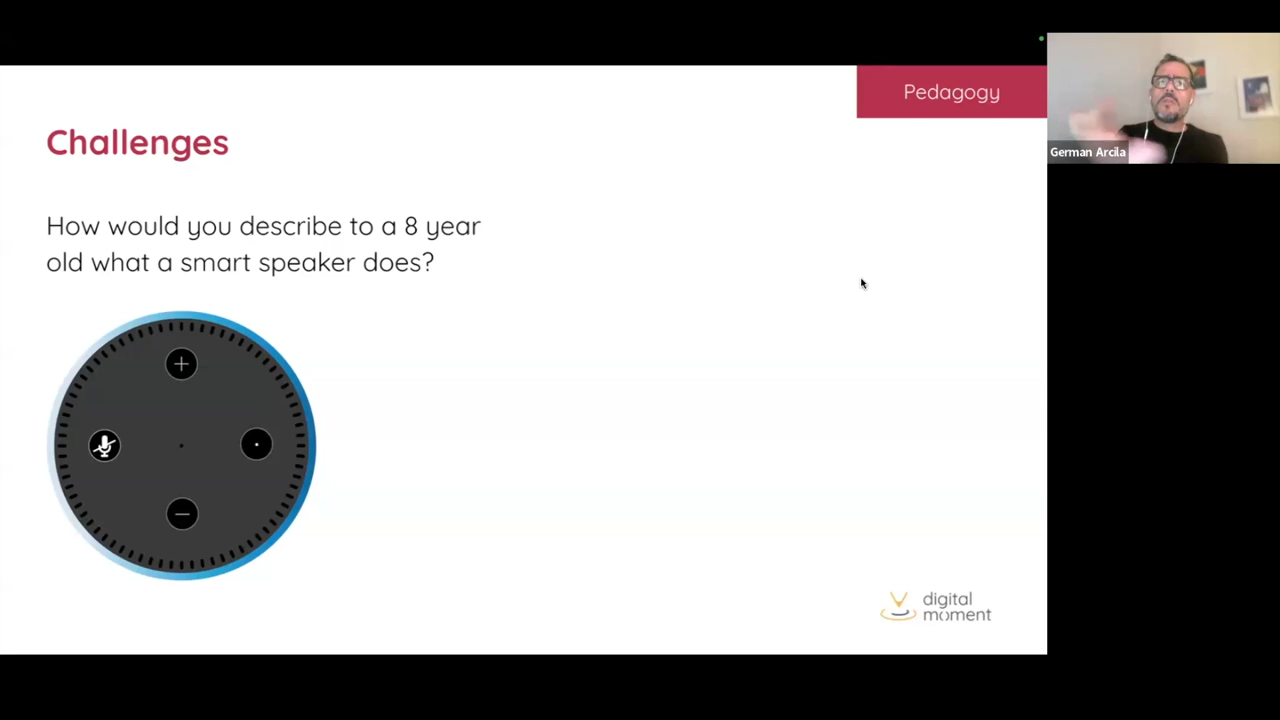 Pedagogy
Challenges
How would you describe to a 8 year
old what a smart speaker does?
German Arcila
digital
moment